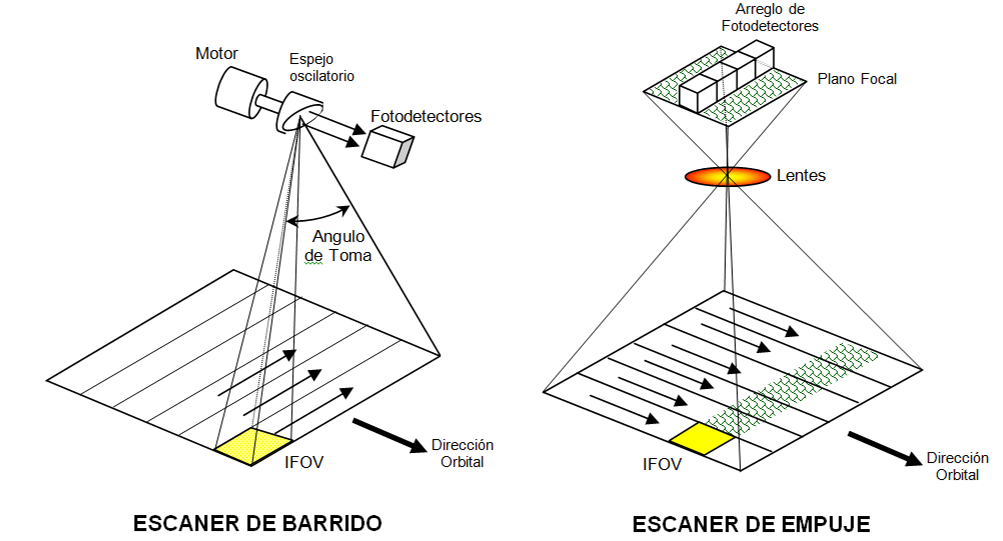 Motor
Espejo
oscilatorio
Fotodetectores
Angulo
de Toma
IFOV
Dirección
Orbital
ESCANER DE BARRIDO
Arreglo de
Fotodetectores
Plano Focal
Lentes
IFOV
Dirección
Orbital
ESCANER DE EMPUJE